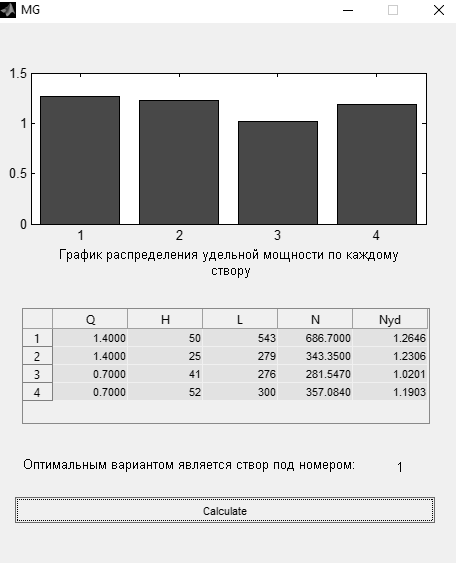 MG
1.5
1
0.5
0
1 2 3 4
График распределения удельной мощности по каждому
створу
Q H L N Nyd
1 1.4000 50 543 686.7000 1.2646
2 1.4000 25 279 343.3500 1.2306
3 0.7000 41 276 281.5470 1.0201
4 0.7000 52 300 357.0840 1.1903
Оптимальным вариантом является створ под номером: 1
Calculate